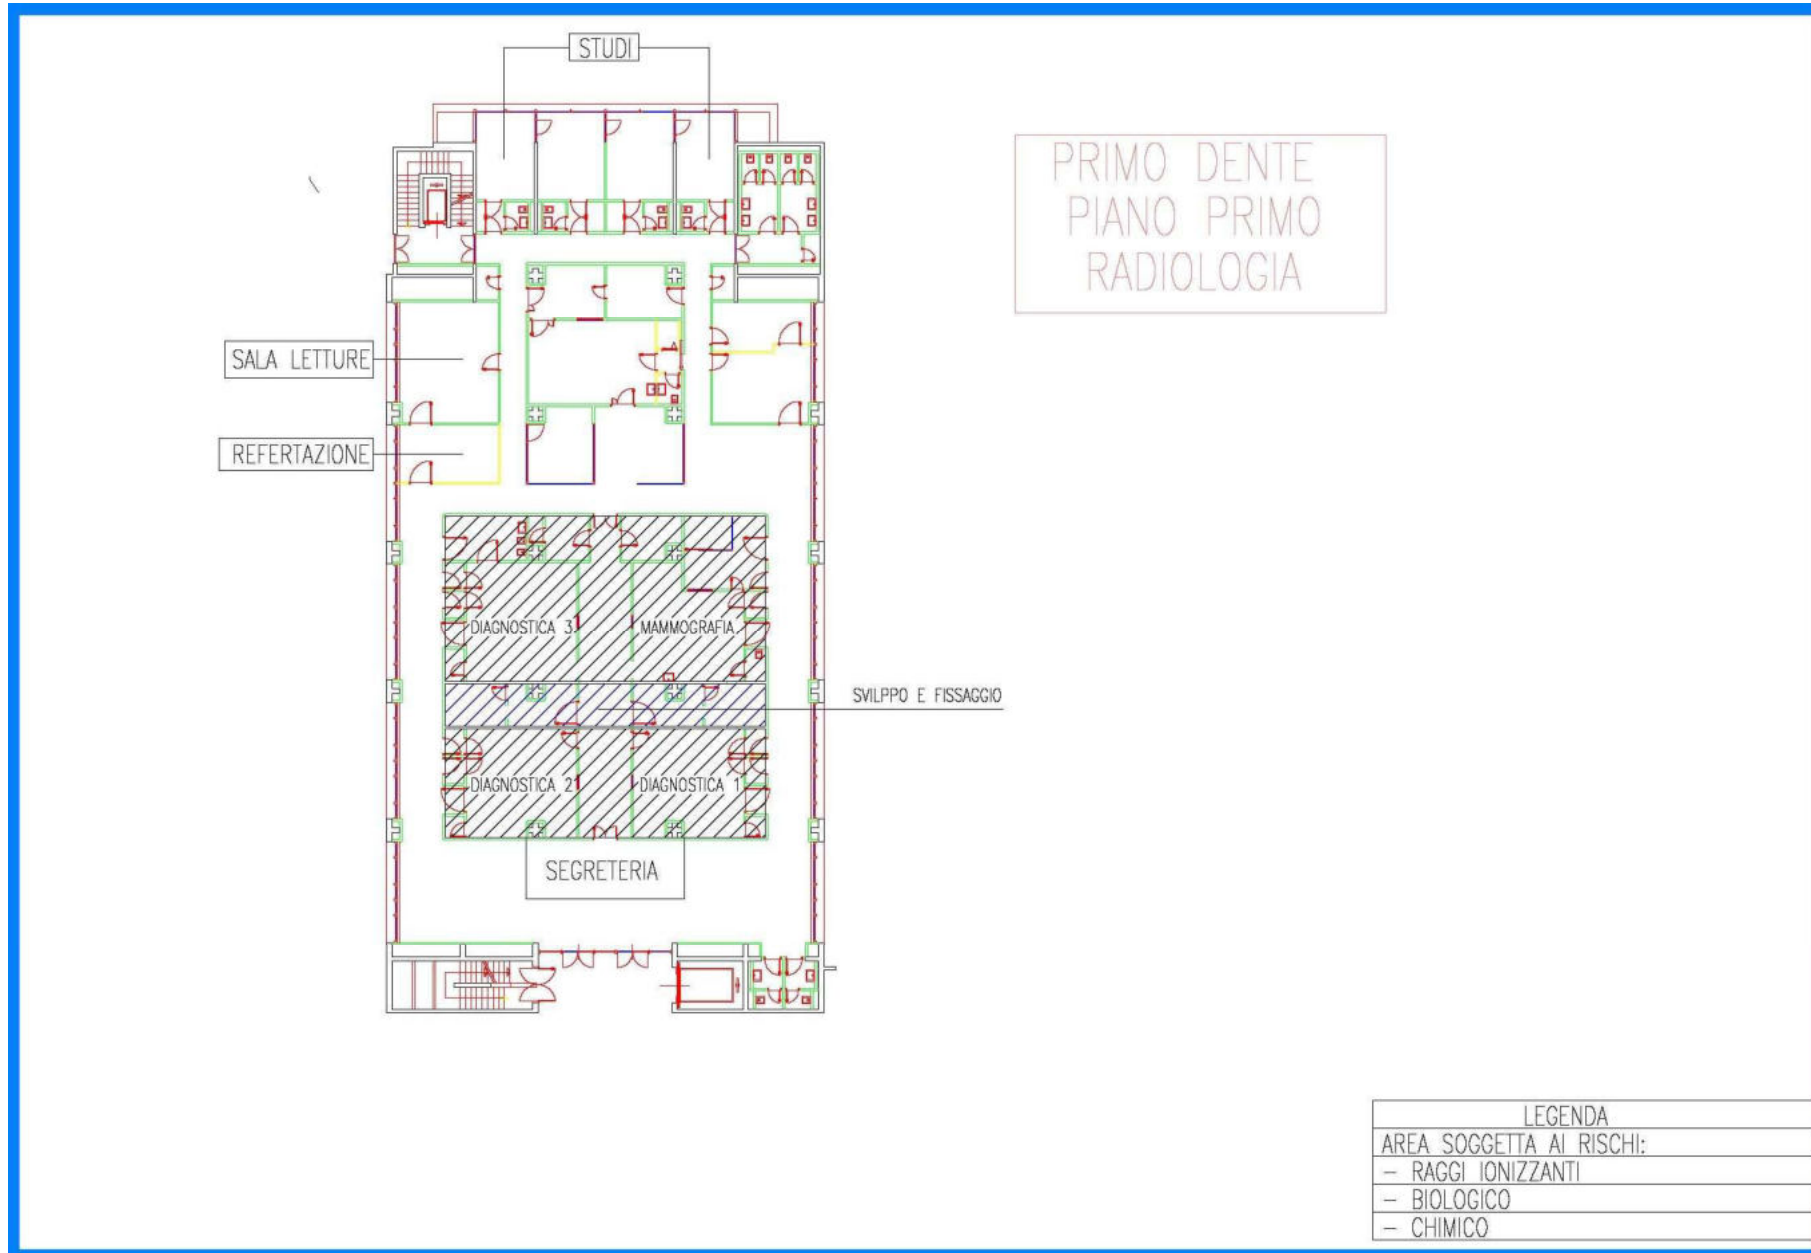 STUDI
PRIMO DENTE
PIANO PRIMO
RADIOLOGIA
SALA LETTURE
REFERTAZIONE
DIAGNOSTICA 3
MAMMOGRAFIA
SVILPPO E FISSAGGIO
DIAGNOSTICA 2
DIAGNOSTICA 1
SEGRETERIA
LEGENDA
AREA SOGGETTA AI RISCHI:
– RAGGI IONIZZANTI
– BIOLOGICO
– CHIMICO